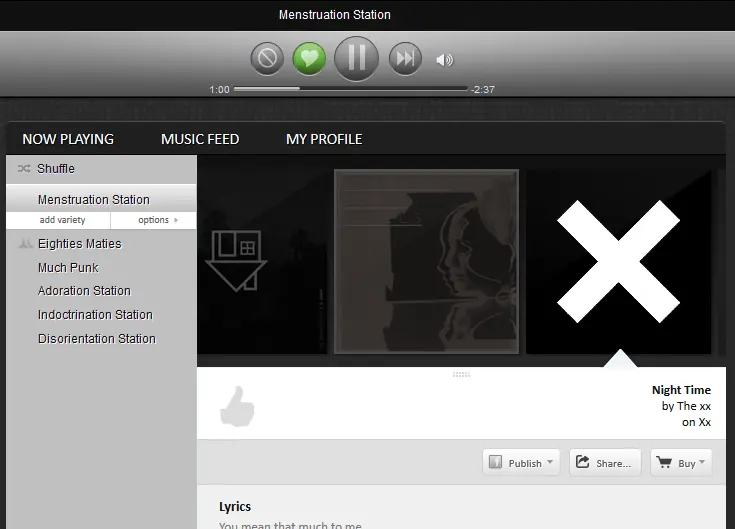 Menstruation Station
1:00
-2:37
NOW PLAYING
MUSIC FEED
MY PROFILE
Shuffle
Menstruation Station
add variety
options
Eighties Maties
Much Punk
Adoration Station
Indoctrination Station
Disorientation Station
Night Time
by The xx
on Xx
Publish
Share...
Buy
Lyrics
You mean that much to me